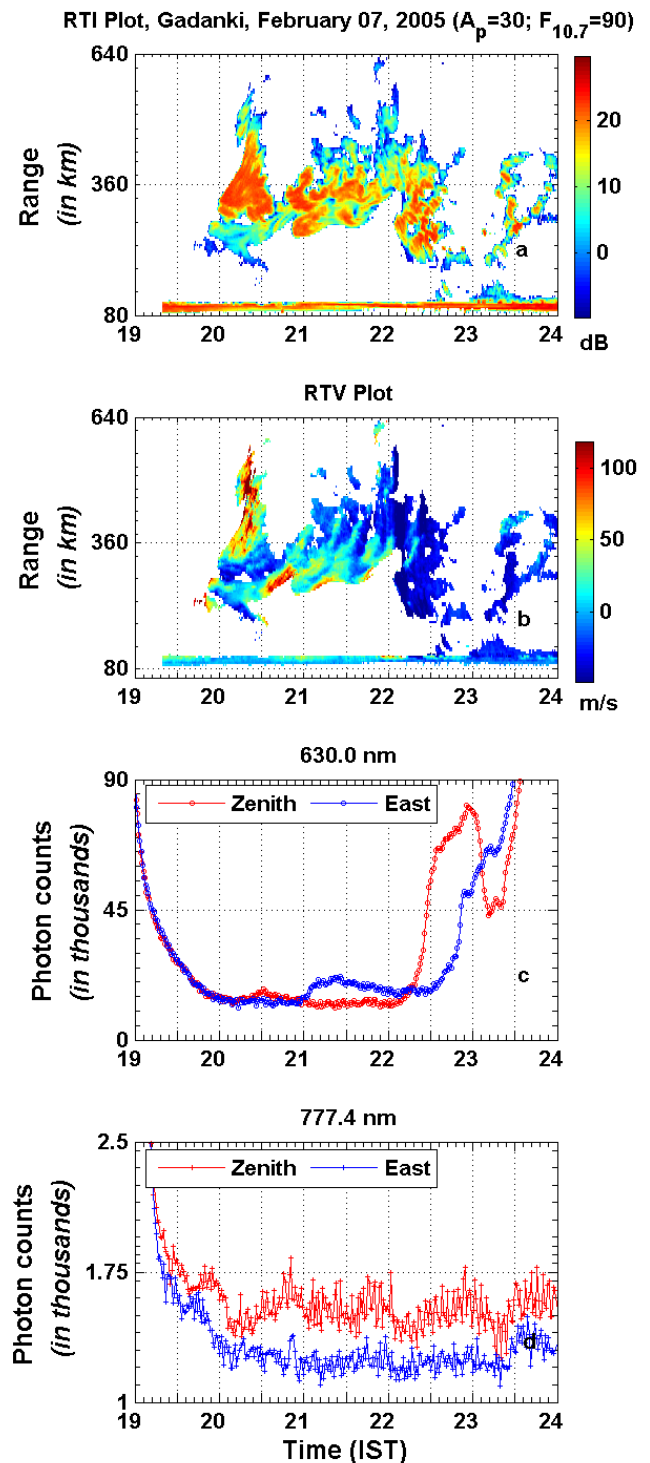 RTI Plot, Gadanki, February 07, 2005 (Ap=30; F10.7=90)
640
360
80
Range
(in km)
a
19 20 21 22 23 24
20
10
0
dB
RTV Plot
640
360
80
Range
(in km)
b
19 20 21 22 23 24
100
0
m/s
630.0 nm
90
45
0
Photon counts
(in thousands)
Zenith East
c
19 20 21 22 23 24
777.4 nm
2.5
1.75
1
Photon counts
(in thousands)
Zenith East
d
19 20 21 22 23 24
Time (IST)